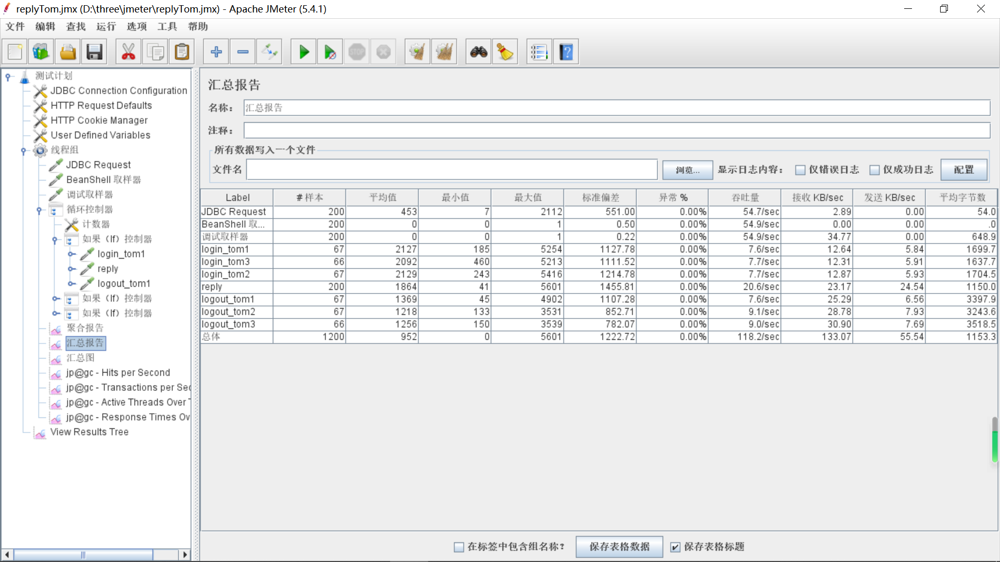 replyTom.jmx (D:\three\jmeter\replyTom.jmx) - Apache JMeter (5.4.1)
文件 编辑 查找 运行 选项 工具 帮助
STOP
测试计划
JDBC Connection Configuration
HTTP Request Defaults
HTTP Cookie Manager
User Defined Variables
线程组
JDBC Request
BeanShell 取样器
调试取样器
循环控制器
计数器
如果（If）控制器
login_tom1
reply
logout_tom1
如果（If）控制器
如果（If）控制器
聚合报告
汇总报告
汇总图
jp@gc - Hits per Second
jp@gc - Transactions per Sec
jp@gc - Active Threads Over T
jp@gc - Response Times Ov
View Results Tree
汇总报告
名称： 汇总报告
注释：
所有数据写入一个文件
文件名 浏览... 显示日志内容： 仅错误日志 仅成功日志 配置
Label # 样本 平均值 最小值 最大值 标准偏差 异常 % 吞吐量 接收 KB/sec 发送 KB/sec 平均字节数
JDBC Request 200 453 7 2112 551.00 0.00% 54.7/sec 2.89 0.00 54.0
BeanShell 取... 200 0 0 1 0.50 0.00% 54.9/sec 0.00 0.00 .0
调试取样器 200 0 0 1 0.22 0.00% 54.9/sec 34.77 0.00 648.9
login_tom1 67 2127 185 5254 1127.78 0.00% 7.6/sec 12.64 5.84 1699.7
login_tom3 66 2092 460 5213 1111.52 0.00% 7.7/sec 12.31 5.91 1637.7
login_tom2 67 2129 243 5416 1214.78 0.00% 7.7/sec 12.87 5.93 1704.5
reply 200 1864 41 5601 1455.81 0.00% 20.6/sec 23.17 24.54 1150.0
logout_tom1 67 1369 45 4902 1107.28 0.00% 7.6/sec 25.29 6.56 3397.9
logout_tom2 67 1218 133 3531 852.71 0.00% 9.1/sec 28.78 7.93 3243.6
logout_tom3 66 1256 150 3539 782.07 0.00% 9.0/sec 30.90 7.69 3518.5
总体 1200 952 0 5601 1222.72 0.00% 118.2/sec 133.07 55.54 1153.3
在标签中包含组名称？ 保存表格数据 保存表格标题